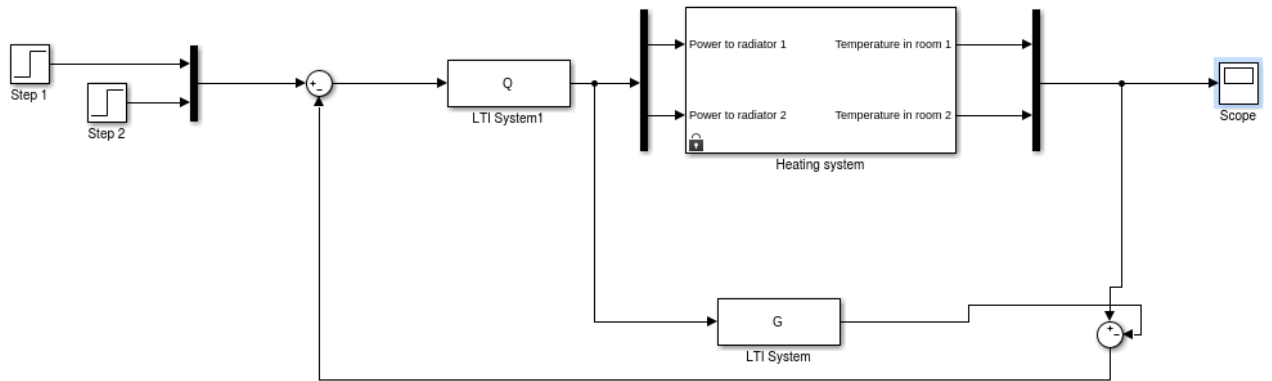 Step 1
Step 2
+
−
Q
LTI System1
Power to radiator 1
Temperature in room 1
Power to radiator 2
Temperature in room 2
Heating system
Scope
G
LTI System
+
−